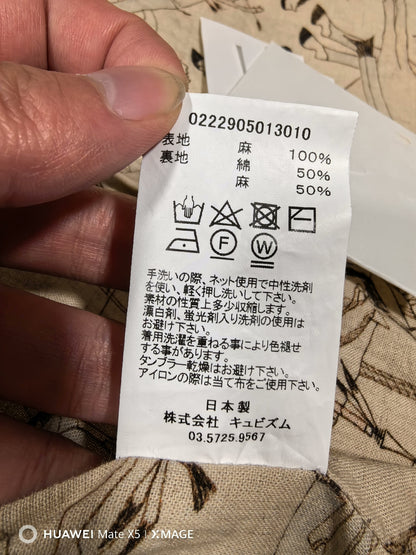 0222905013010
表地 麻 100%
裏地 綿 50%
麻 50%
F W
手洗いの際、ネット使用で中性洗剤
を使い、軽く押し洗いして下さい。
素材の性質上多少収縮します。
漂白剤、蛍光剤入り洗剤の使用は
お避け下さい。
着用洗濯を重ねる事により色褪せ
する事があります。
タンブラー乾燥はお避け下さい。
アイロンの際は当て布をご使用下さい。
日本製
株式会社 キュビズム
03.5725.9567
HUAWEI Mate X5 | XMAGE